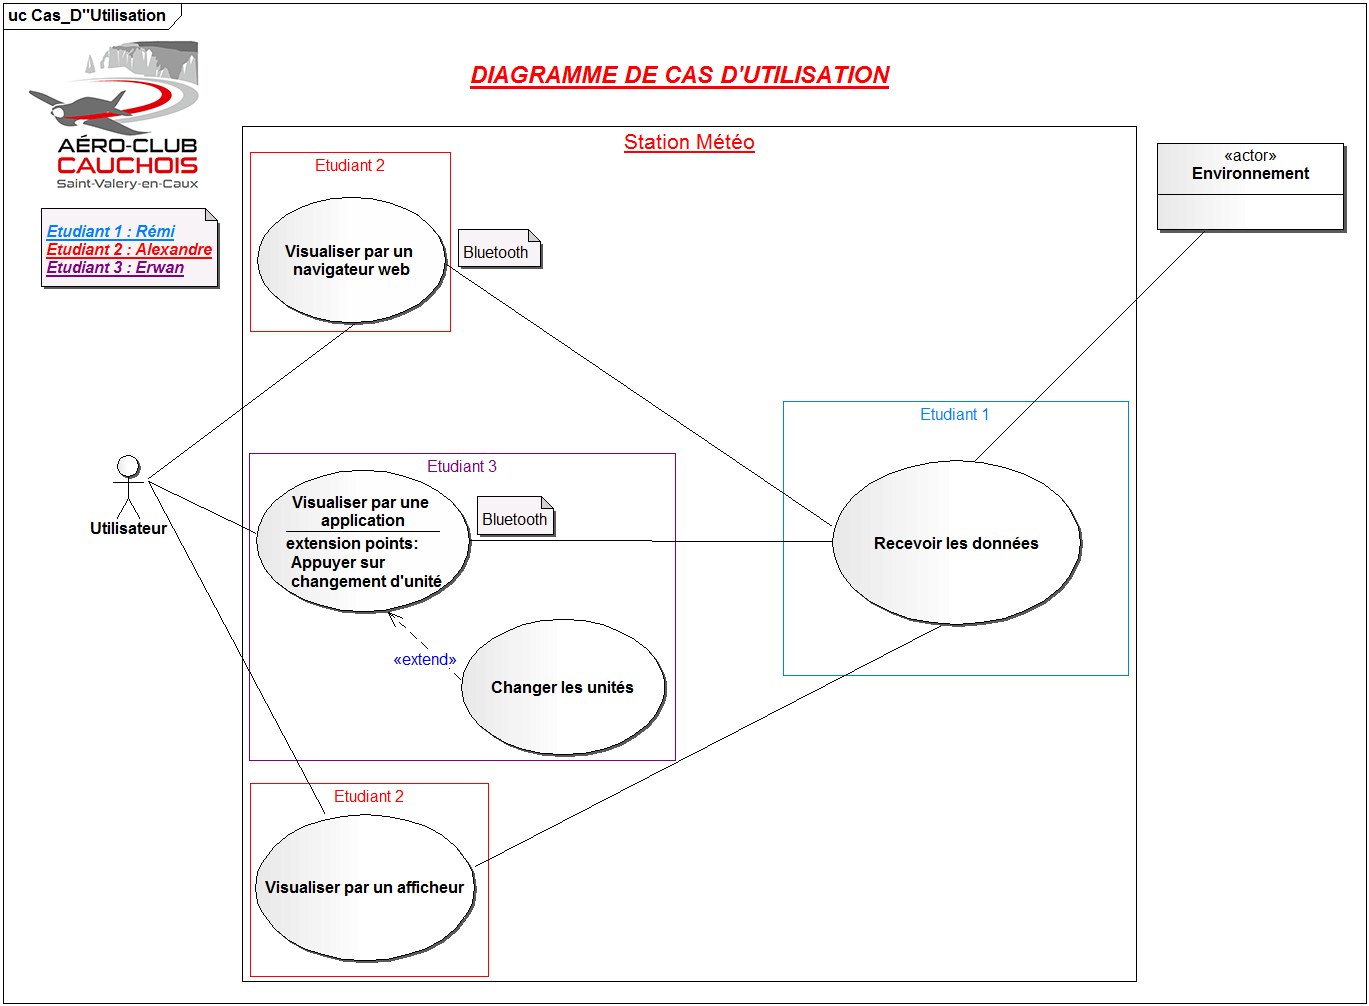 uc Cas_D"Utilisation
DIAGRAMME DE CAS D'UTILISATION
AÉRO-CLUB
CAUCHOIS
Saint-Valery-en-Caux
Etudiant 1 : Rémi
Etudiant 2 : Alexandre
Etudiant 3 : Erwan
Station Météo
«actor»
Environnement
Etudiant 2
Visualiser par un
navigateur web
Bluetooth
Etudiant 1
Recevoir les données
Utilisateur
Etudiant 3
Visualiser par une
application
extension points:
Appuyer sur
changement d'unité
Bluetooth
«extend»
Changer les unités
Etudiant 2
Visualiser par un afficheur